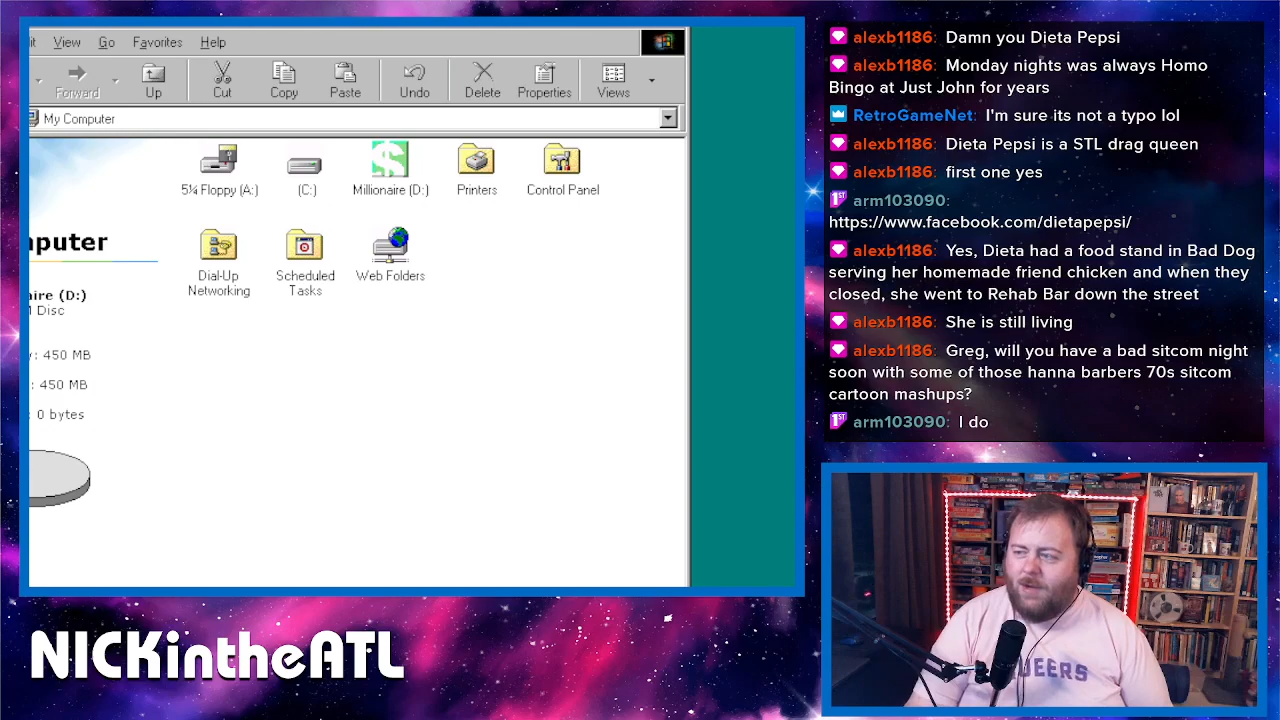 it View Go Favorites Help
Forward Up Cut Copy Paste Undo Delete Properties Views
My Computer
5¼ Floppy (A:) (C:) Millionaire (D:) Printers Control Panel
Dial-Up Networking Scheduled Tasks Web Folders
mputer
aire (D:)
Disc
y: 450 MB
: 450 MB
: 0 bytes
NICKintheATL
alexb1186: Damn you Dieta Pepsi
alexb1186: Monday nights was always Homo
Bingo at Just John for years
RetroGameNet: I'm sure its not a typo lol
alexb1186: Dieta Pepsi is a STL drag queen
alexb1186: first one yes
1ST arm103090:
https://www.facebook.com/dietapepsi/
alexb1186: Yes, Dieta had a food stand in Bad Dog
serving her homemade friend chicken and when they
closed, she went to Rehab Bar down the street
alexb1186: She is still living
alexb1186: Greg, will you have a bad sitcom night
soon with some of those hanna barbers 70s sitcom
cartoon mashups?
1ST arm103090: I do
UEERS